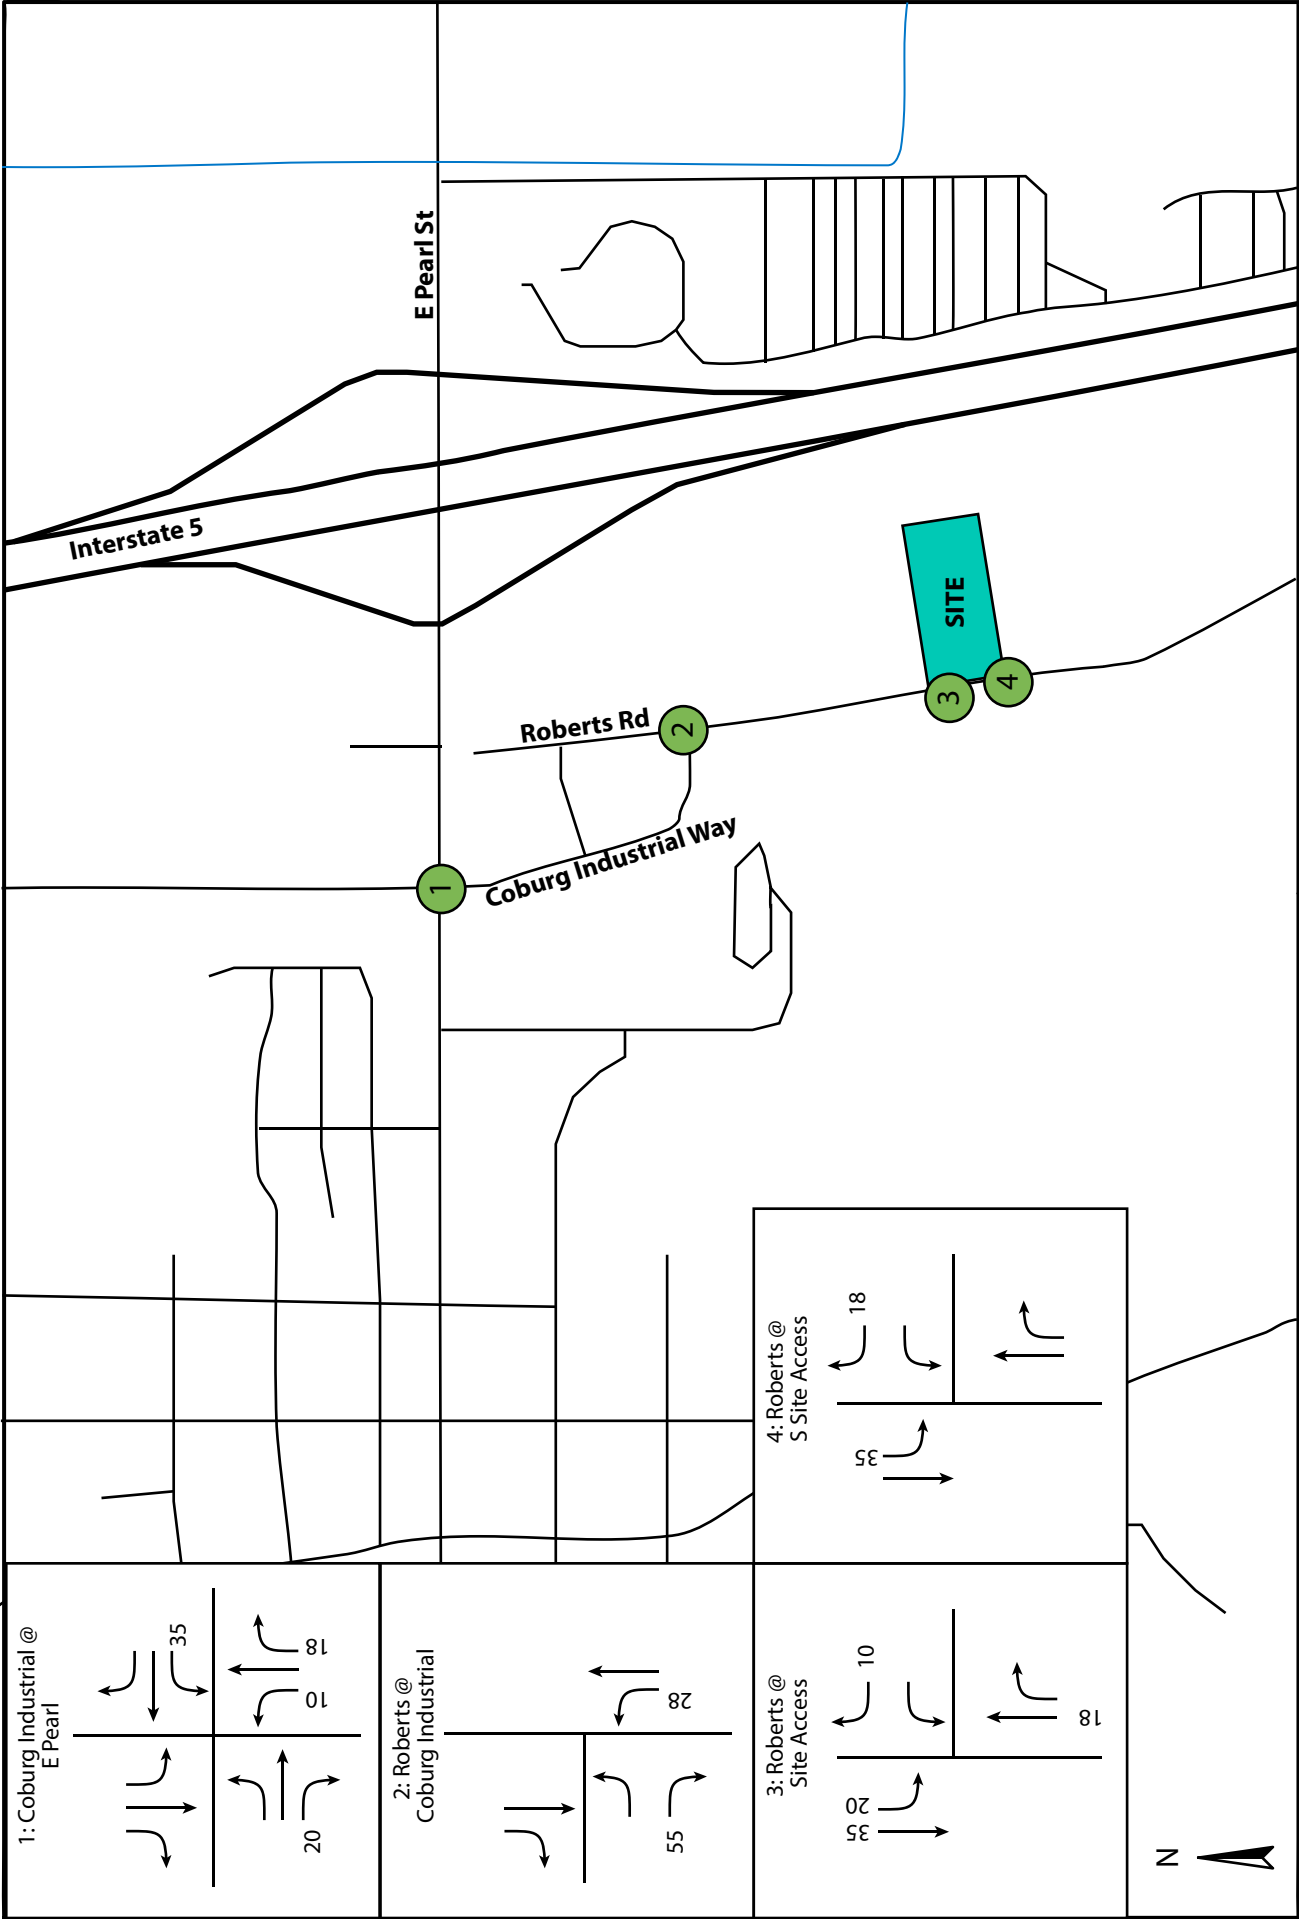 E Pearl St
Interstate 5
Roberts Rd
Coburg Industrial Way
SITE
1
2
3
4
1: Coburg Industrial @
E Pearl
35
18
10
20
2: Roberts @
Coburg Industrial
28
55
3: Roberts @
Site Access
10
18
20
35
4: Roberts @
S Site Access
18
35
N